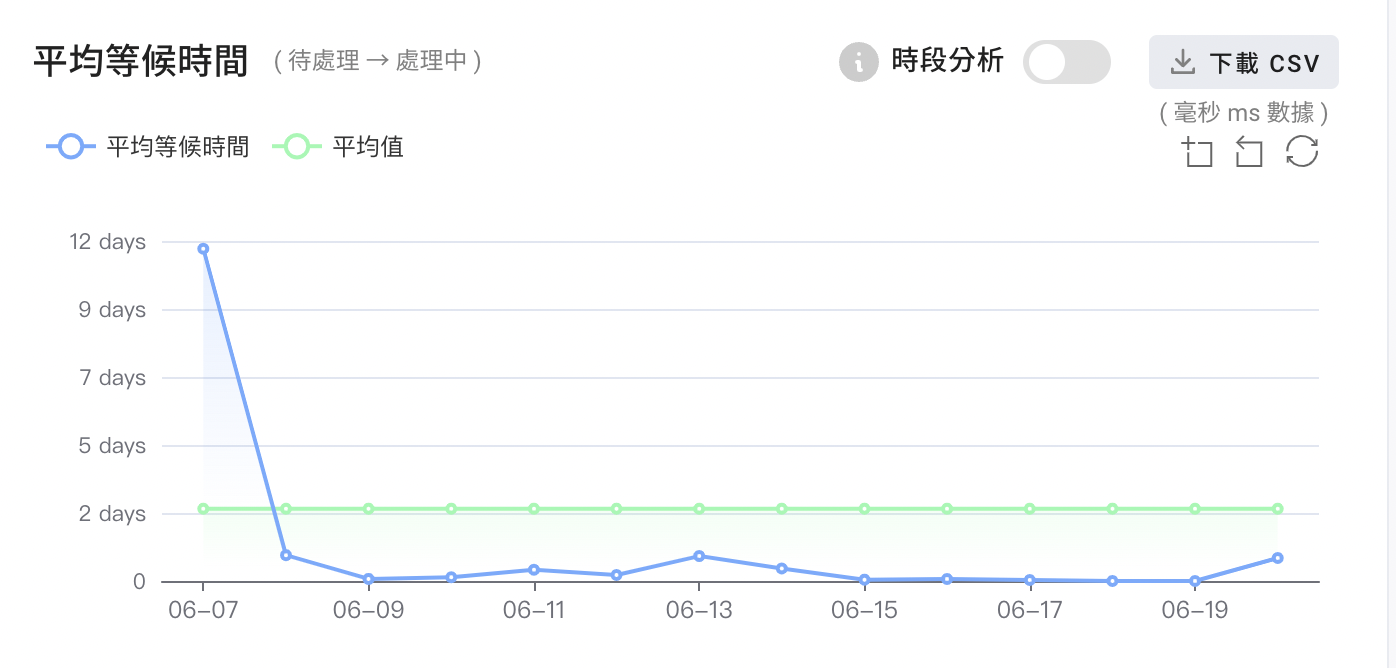 平均等候時間 ( 待處理 → 處理中 )
時段分析
下載 CSV
( 毫秒 ms 數據 )
平均等候時間 平均值
12 days
9 days
7 days
5 days
2 days
0
06–07 06–09 06–11 06–13 06–15 06–17 06–19